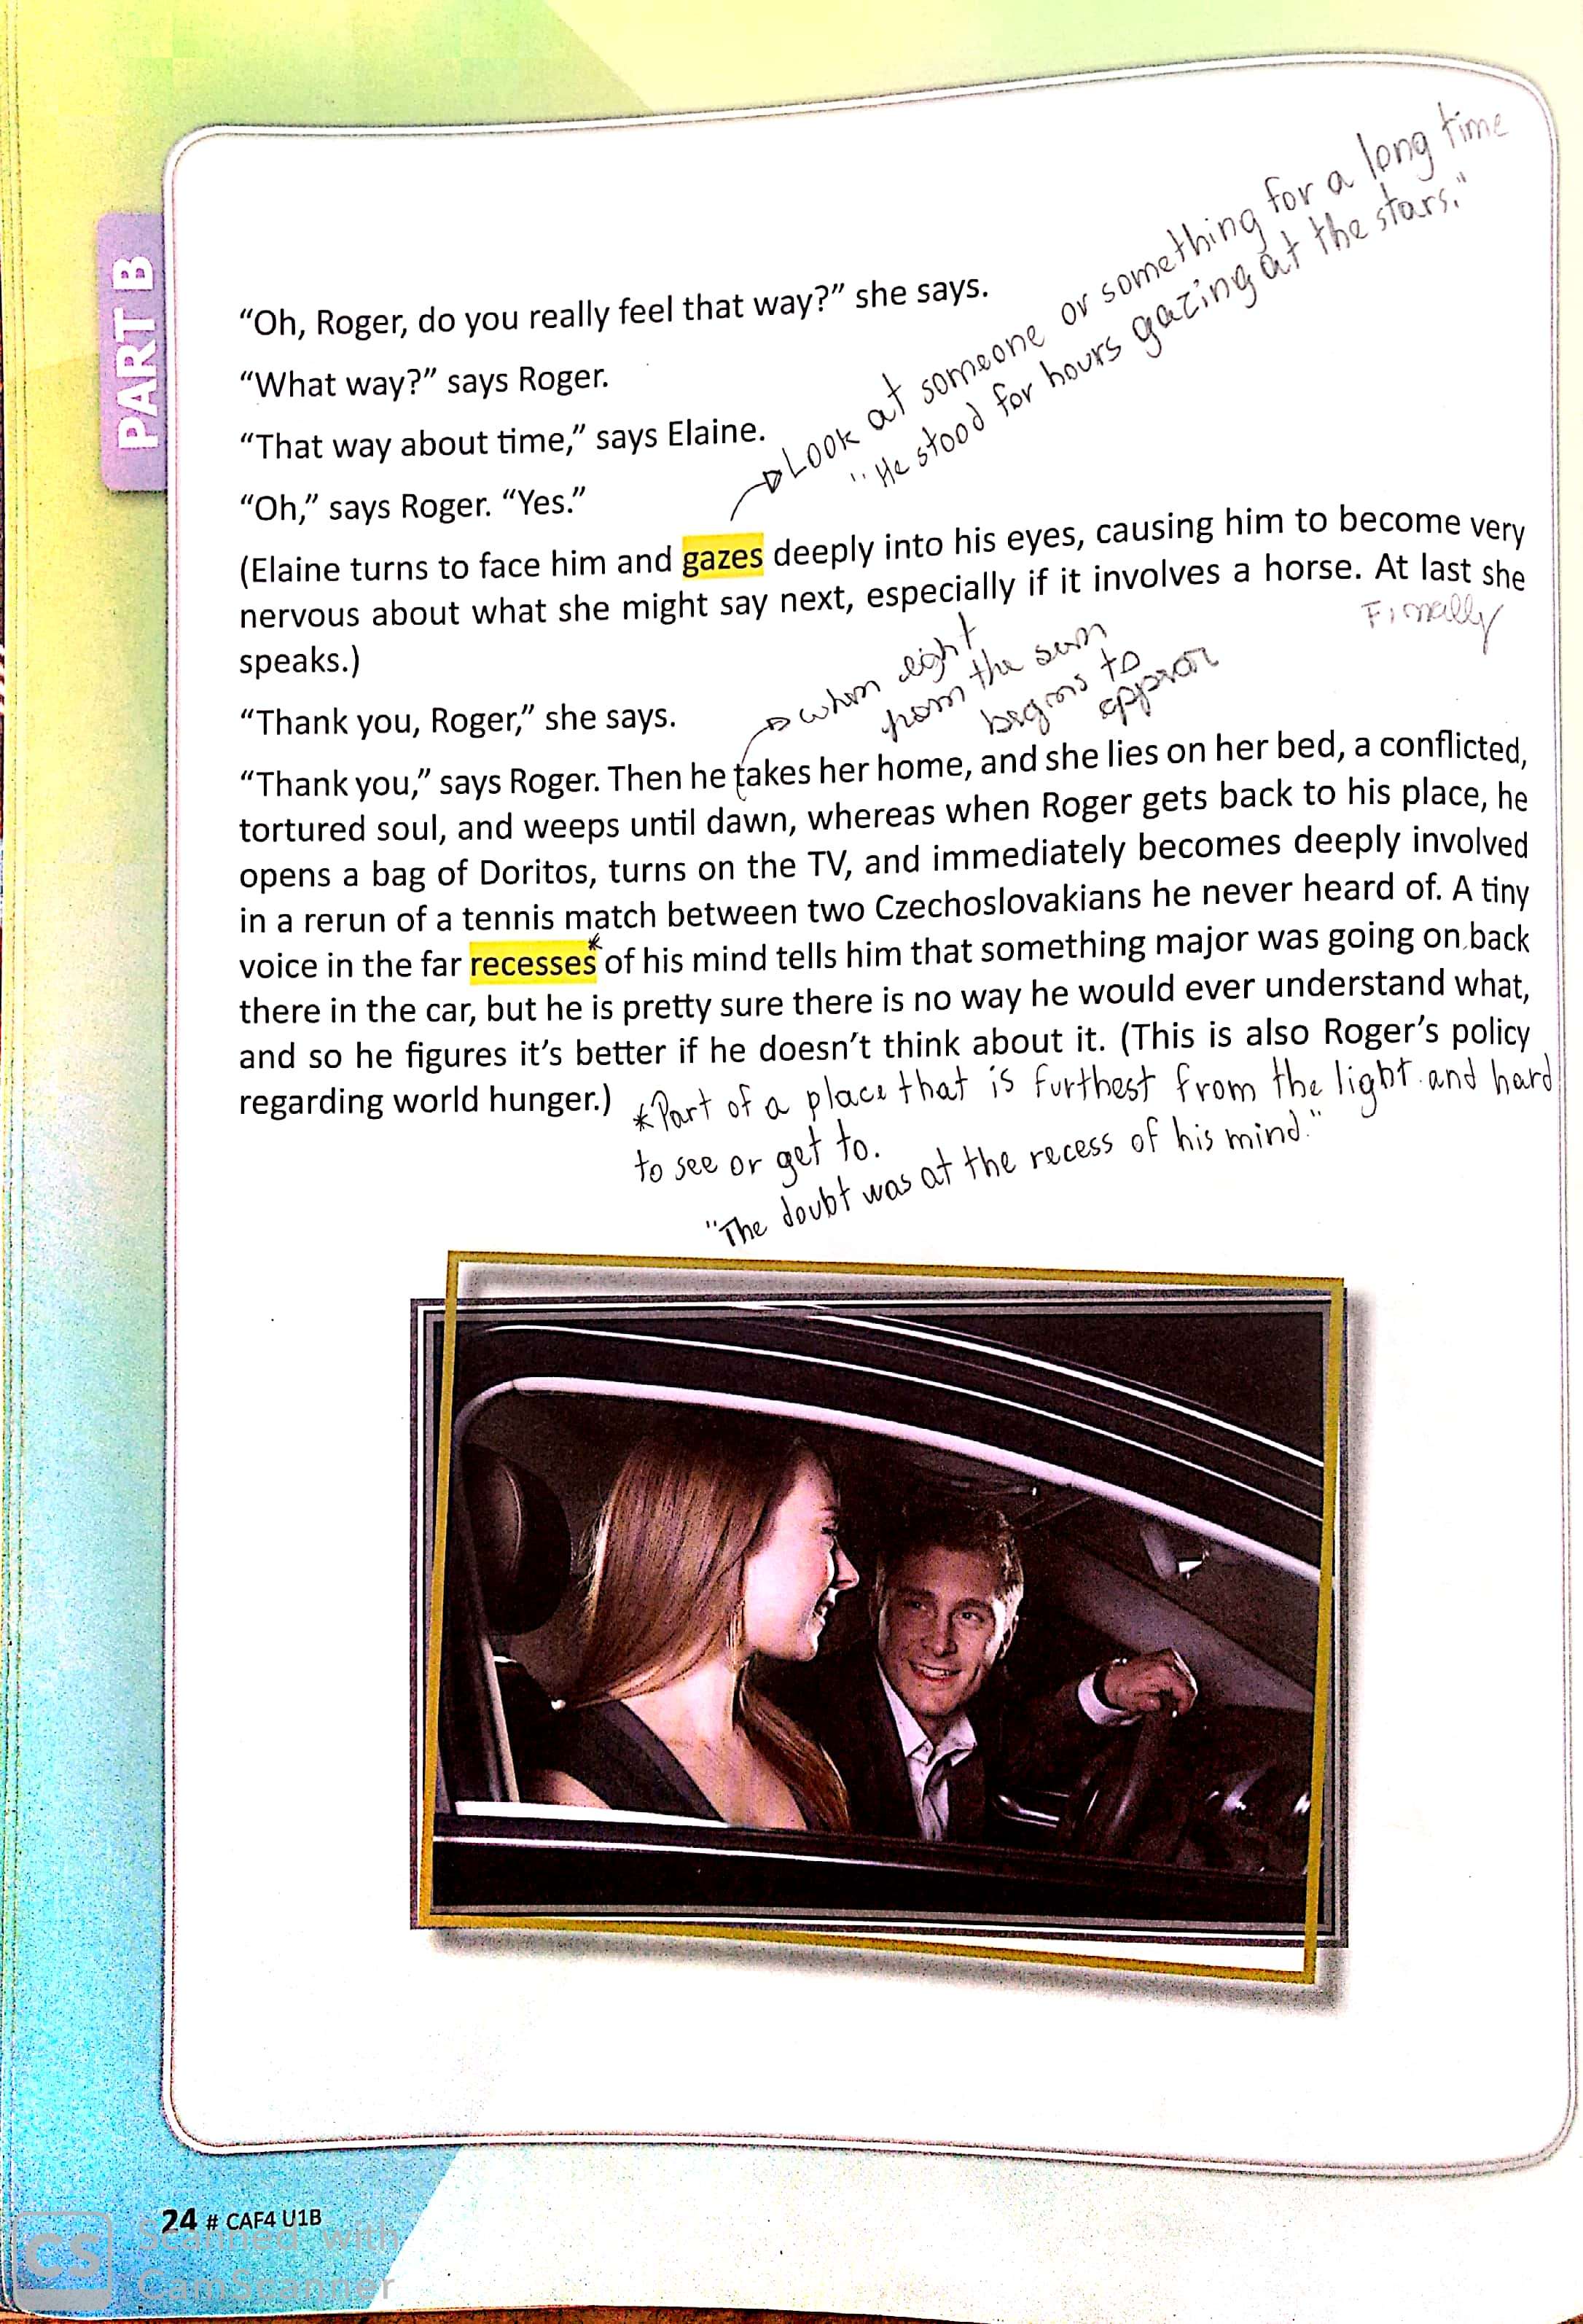 PART B
Look at someone or something for a long time
"He stood for hours gazing at the stars."
“Oh, Roger, do you really feel that way?” she says.
“What way?” says Roger.
“That way about time,” says Elaine.
“Oh,” says Roger. “Yes.”
(Elaine turns to face him and gazes deeply into his eyes, causing him to become very
nervous about what she might say next, especially if it involves a horse. At last she
Finally
speaks.)
when light
from the sun
begins to
appear
“Thank you, Roger,” she says.
“Thank you,” says Roger. Then he takes her home, and she lies on her bed, a conflicted,
tortured soul, and weeps until dawn, whereas when Roger gets back to his place, he
opens a bag of Doritos, turns on the TV, and immediately becomes deeply involved
in a rerun of a tennis match between two Czechoslovakians he never heard of. A tiny
voice in the far recesses* of his mind tells him that something major was going on back
there in the car, but he is pretty sure there is no way he would ever understand what,
and so he figures it’s better if he doesn’t think about it. (This is also Roger’s policy
regarding world hunger.)
*Part of a place that is furthest from the light and hard
to see or get to.
"The doubt was at the recess of his mind."
24 # CAF4 U1B
CS Scanned with
CamScanner